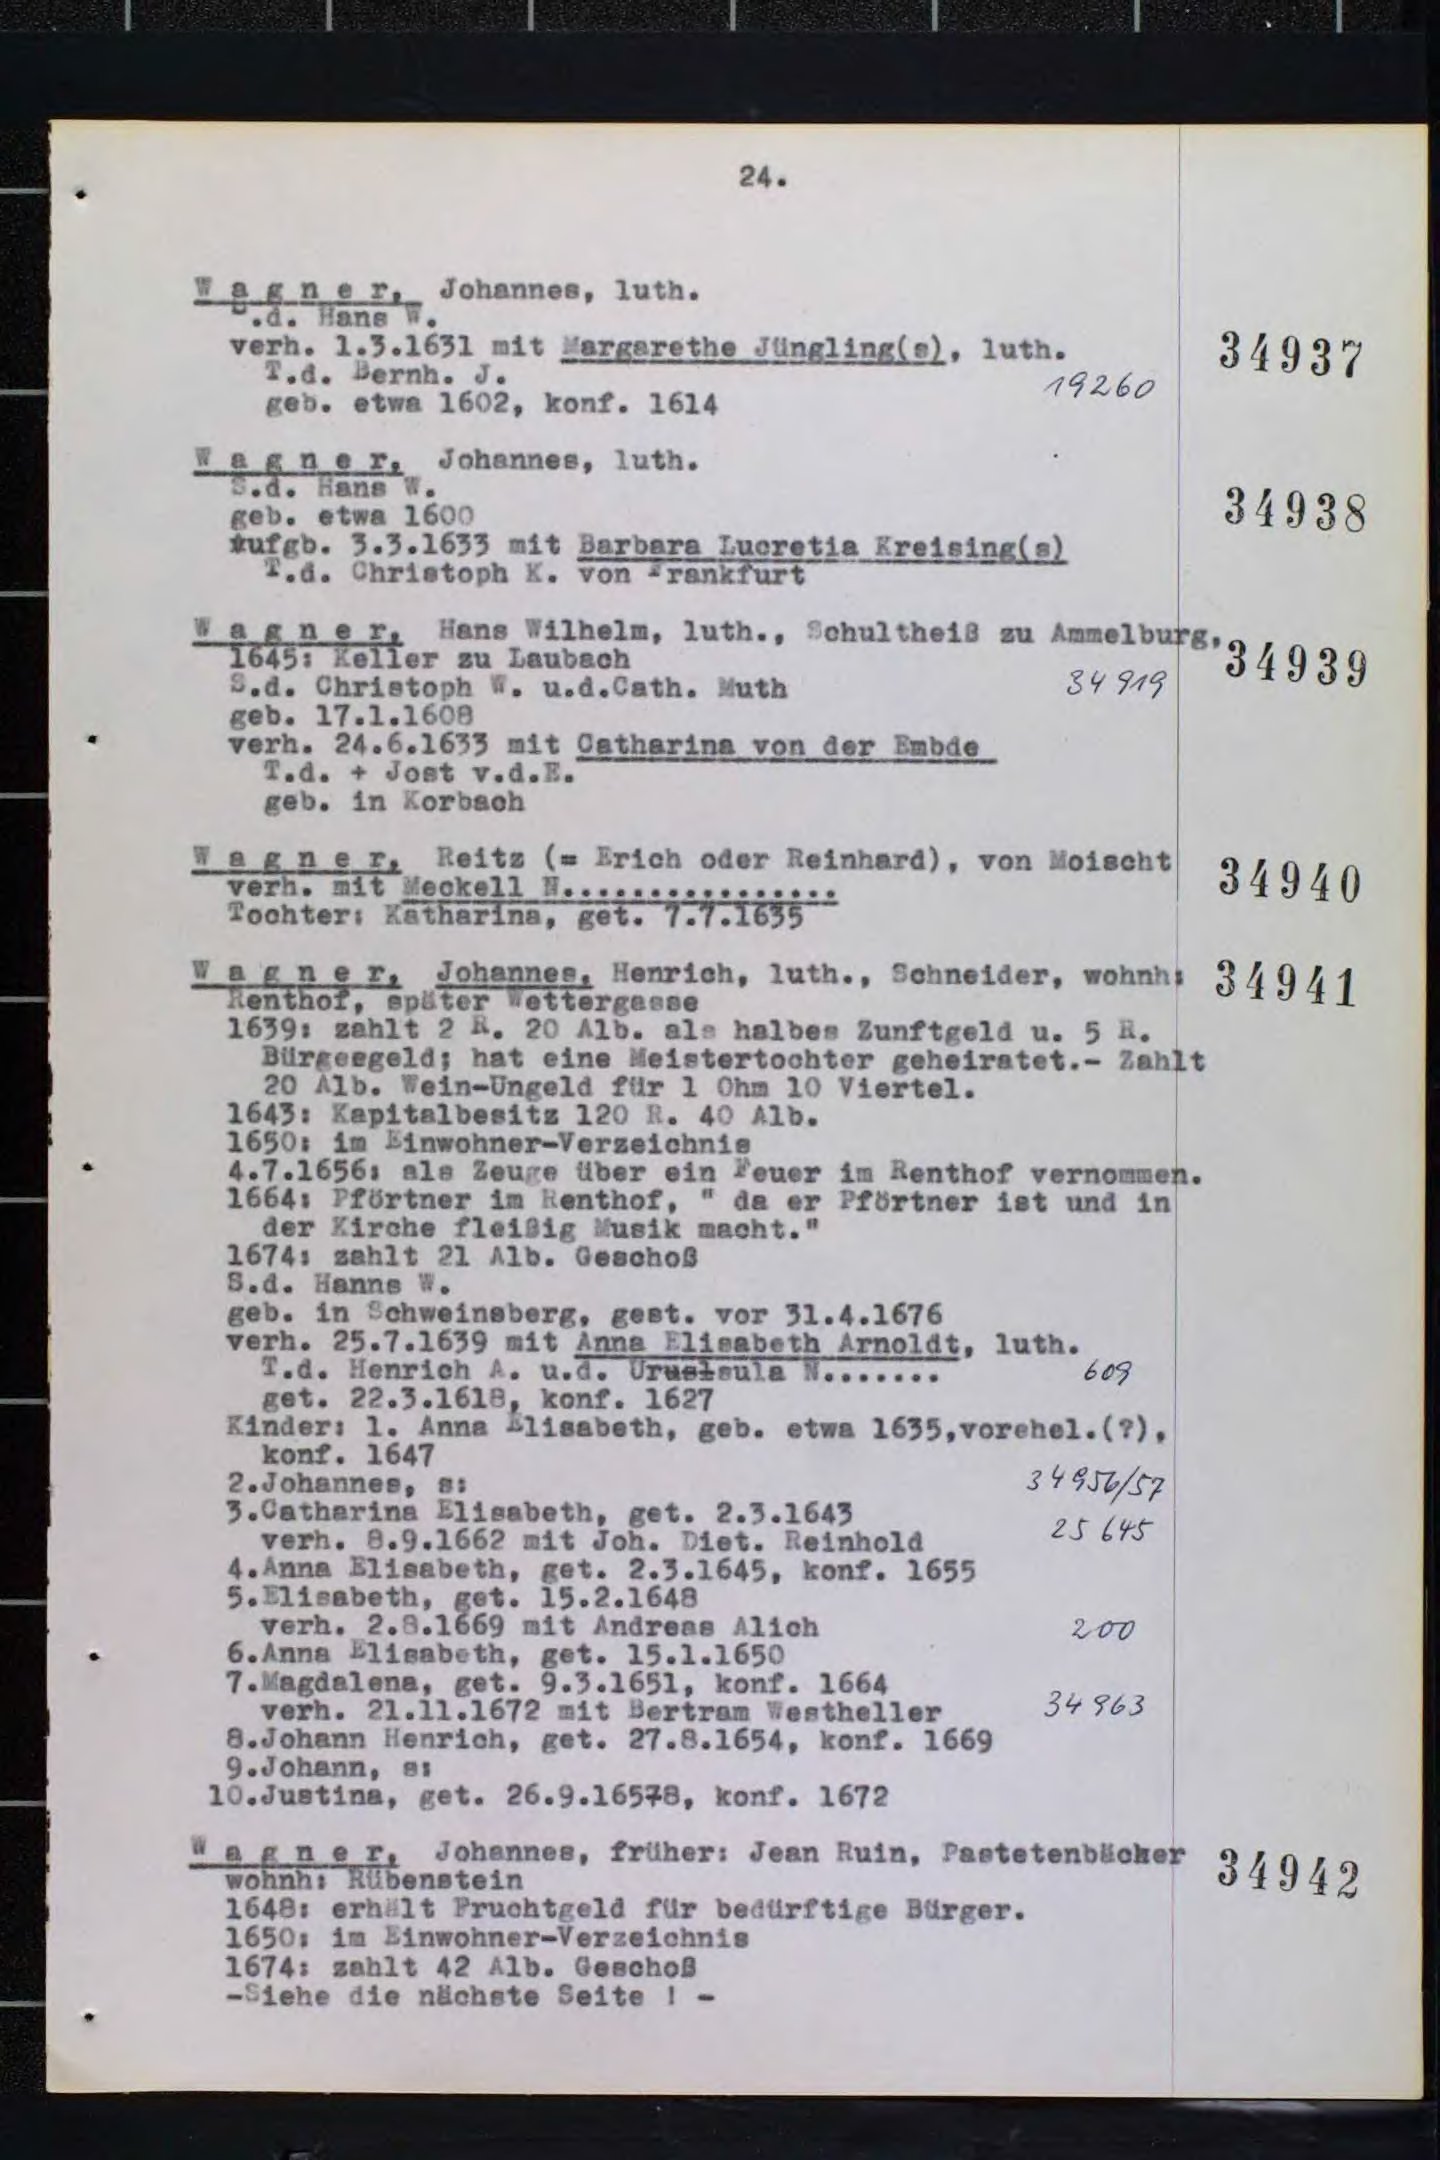 24.
W a g n e r, Johannes, luth.
S.d. Hans W.
verh. 1.3.1631 mit Margarethe Jüngling(s), luth. 34937
T.d. Bernh. J. 19260
geb. etwa 1602, konf. 1614
W a g n e r, Johannes, luth.
S.d. Hans W. 34938
geb. etwa 1600
Aufgb. 3.3.1633 mit Barbara Lucretia Kreising(s)
T.d. Christoph K. von Frankfurt
W a g n e r, Hans Wilhelm, luth., Schultheiß zu Ammelburg,
1645: Keller zu Laubach 34939
S.d. Christoph W. u.d.Cath. Muth 34919
geb. 17.1.1608
verh. 24.6.1633 mit Catharina von der Embde
T.d. + Jost v.d.E.
geb. in Korbach
W a g n e r, Reitz (= Erich oder Reinhard), von Moischt
verh. mit Meckell N................ 34940
Tochter: Katharina, get. 7.7.1635
W a g n e r, Johannes, Henrich, luth., Schneider, wohnh: 34941
Renthof, später Wettergasse
1639: zahlt 2 R. 20 Alb. als halbes Zunftgeld u. 5 R.
Bürgeegeld; hat eine Meistertochter geheiratet.- Zahlt
20 Alb. Wein-Ungeld für 1 Ohm 10 Viertel.
1643: Kapitalbesitz 120 R. 40 Alb.
1650: im Einwohner-Verzeichnis
4.7.1656: als Zeuge über ein Feuer im Renthof vernommen.
1664: Pförtner im Renthof, " da er Pförtner ist und in
der Kirche fleißig Musik macht."
1674: zahlt 21 Alb. Geschoß
S.d. Hanns W.
geb. in Schweinsberg, gest. vor 31.4.1676
verh. 25.7.1639 mit Anna Elisabeth Arnoldt, luth.
T.d. Henrich A. u.d. Uruslsula N....... 609
get. 22.3.1618, konf. 1627
Kinder: 1. Anna Elisabeth, geb. etwa 1635,vorehel.(?),
konf. 1647
2.Johannes, s: 34956/57
3.Catharina Elisabeth, get. 2.3.1643
verh. 8.9.1662 mit Joh. Diet. Reinhold 25645
4.Anna Elisabeth, get. 2.3.1645, konf. 1655
5.Elisabeth, get. 15.2.1648
verh. 2.8.1669 mit Andreas Alich 200
6.Anna Elisabeth, get. 15.1.1650
7.Magdalena, get. 9.3.1651, konf. 1664
verh. 21.11.1672 mit Bertram Westheller 34963
8.Johann Henrich, get. 27.8.1654, konf. 1669
9.Johann, s:
10.Justina, get. 26.9.16578, konf. 1672
W a g n e r, Johannes, früher: Jean Ruin, Pastetenbäcker
wohnh: Rübenstein 34942
1648: erhält Fruchtgeld für bedürftige Bürger.
1650: im Einwohner-Verzeichnis
1674: zahlt 42 Alb. Geschoß
-Siehe die nächste Seite ! -